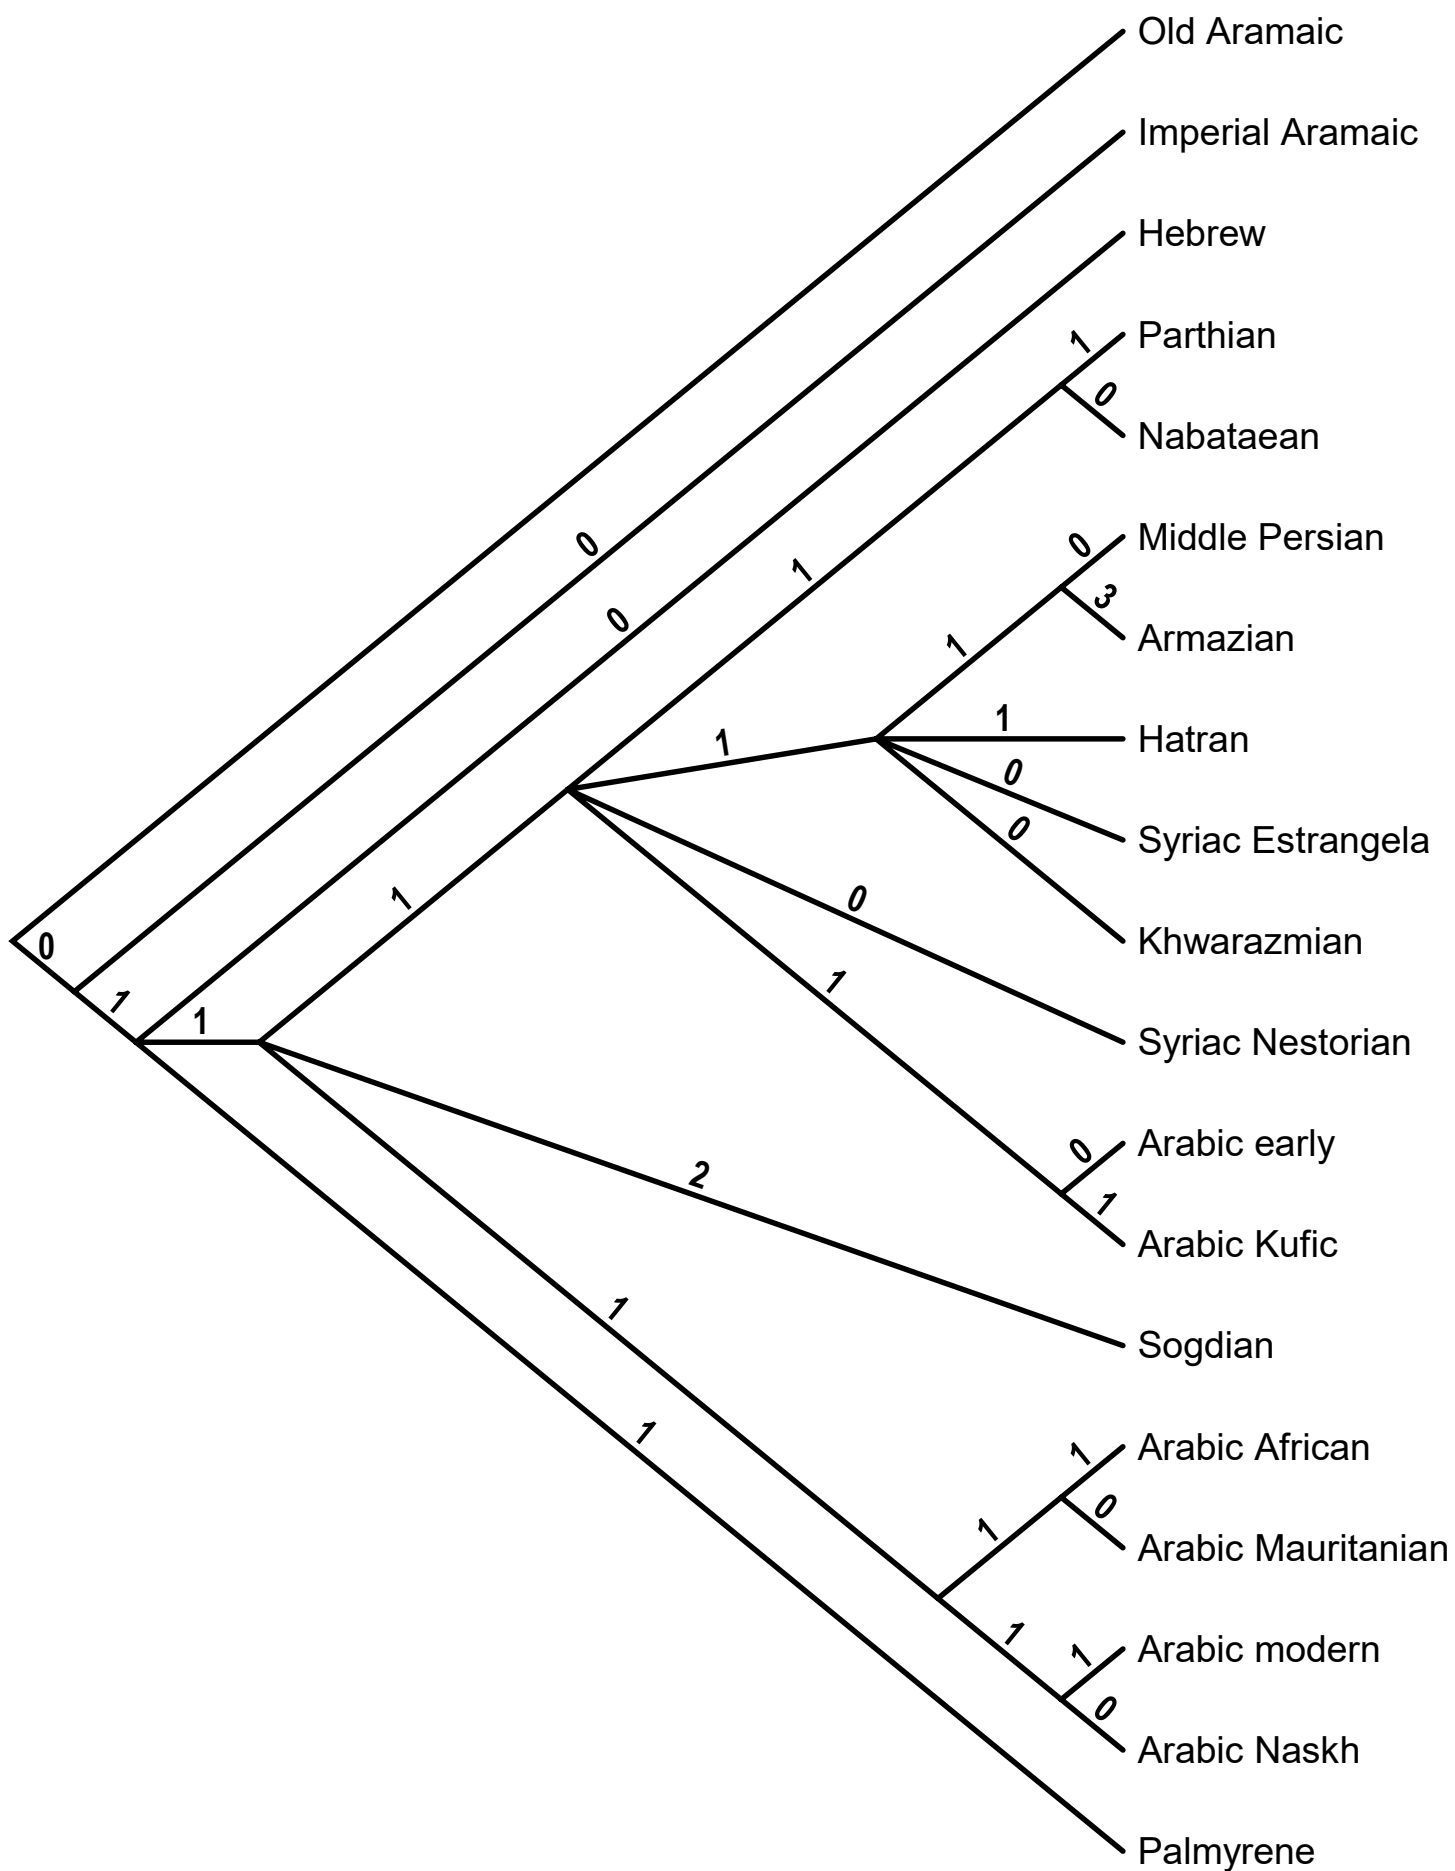 Old Aramaic
Imperial Aramaic
Hebrew
1 Parthian
0
Nabataean
0 Middle Persian
0
1
3
0
1 Armazian
1
1 Hatran
0
Syriac Estrangela
0
1
0
Khwarazmian
0
1
1
1
Syriac Nestorian
0 Arabic early
2
1
Arabic Kufic
1
Sogdian
1
1 Arabic African
0
1
Arabic Mauritanian
1
1 Arabic modern
0
Arabic Naskh
Palmyrene